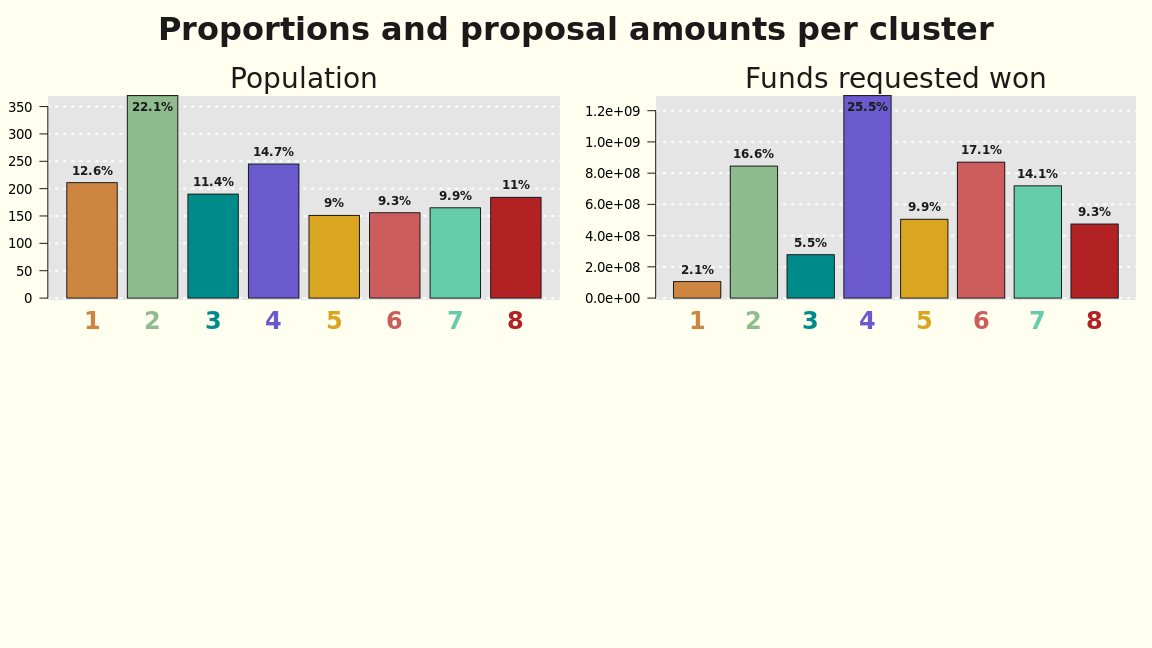 Proportions and proposal amounts per cluster
Population
350
300
250
200
150
100
50
0
12.6%
22.1%
11.4%
14.7%
9%
9.3%
9.9%
11%
1 2 3 4 5 6 7 8
Funds requested won
1.2e+09
1.0e+09
8.0e+08
6.0e+08
4.0e+08
2.0e+08
0.0e+00
2.1%
16.6%
5.5%
25.5%
9.9%
17.1%
14.1%
9.3%
1 2 3 4 5 6 7 8